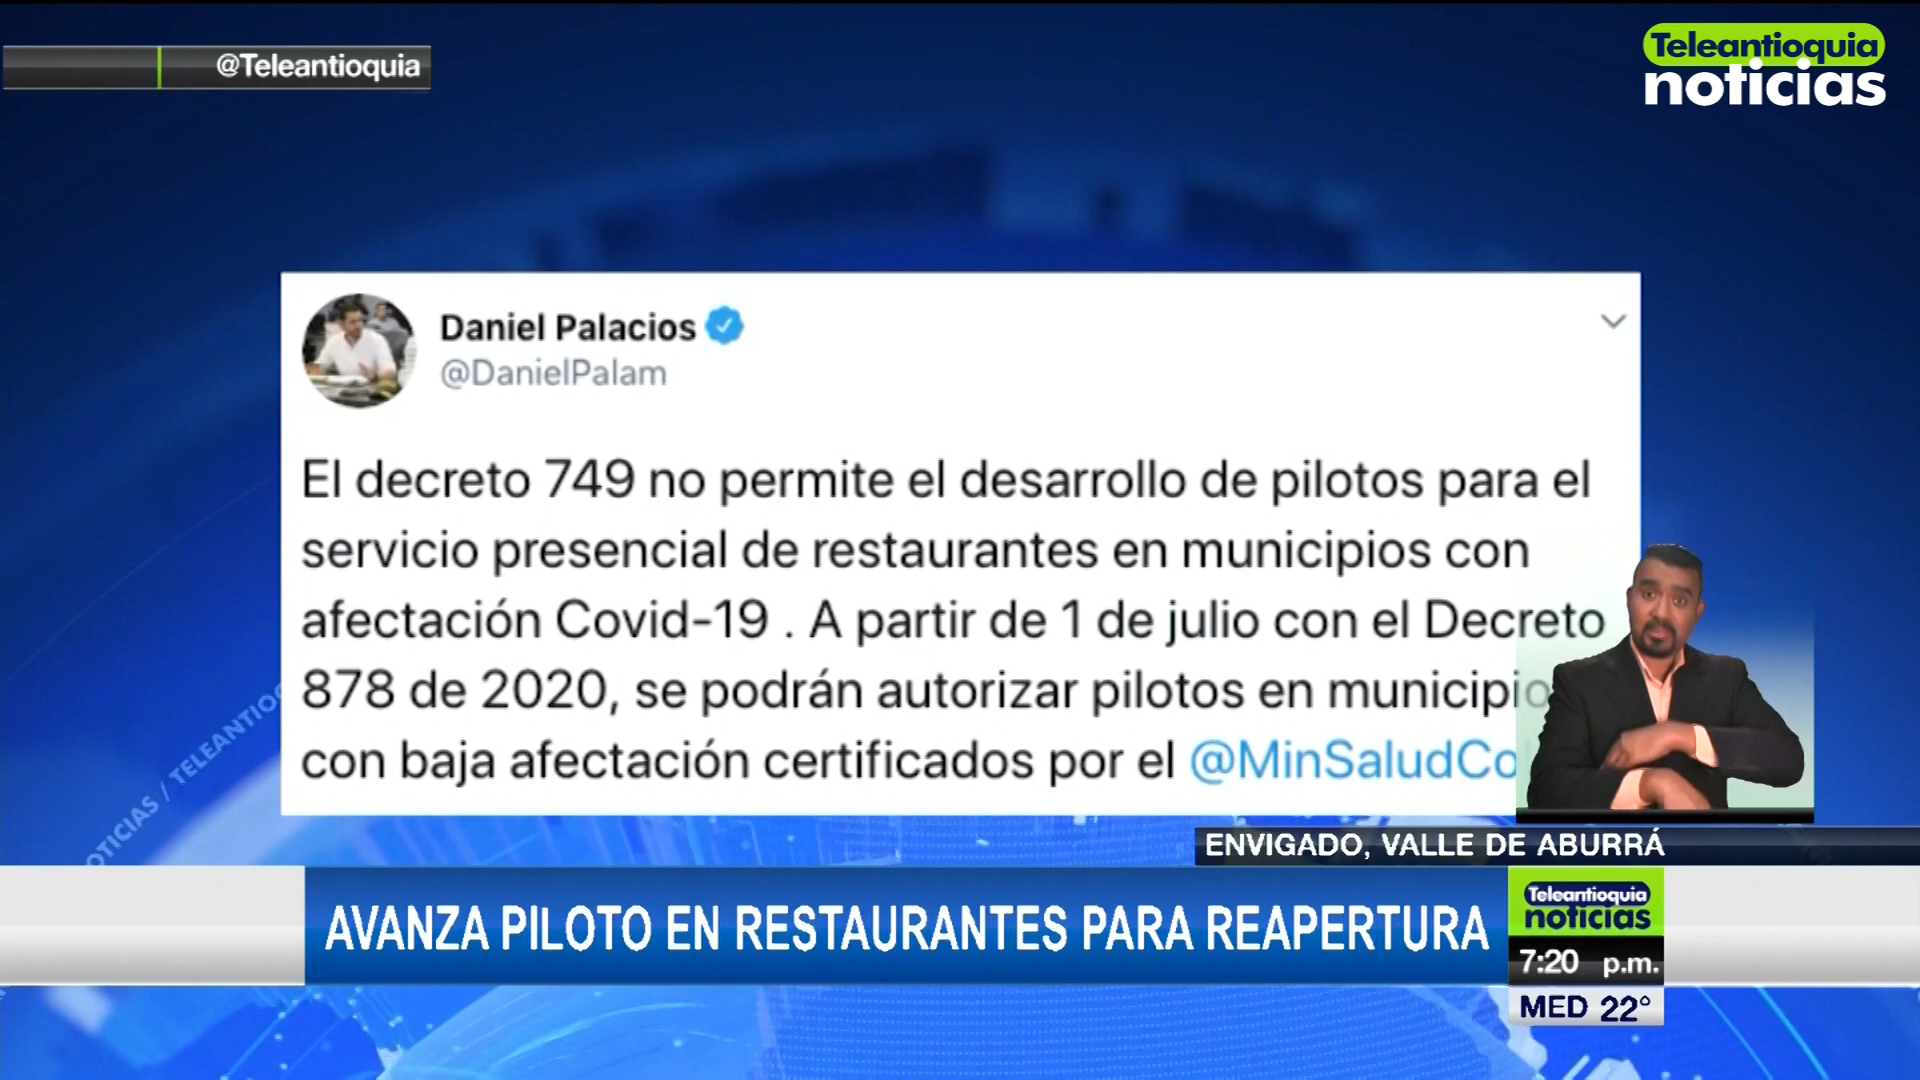 @Teleantioquia
Teleantioquia
noticias
Daniel Palacios
@DanielPalam
El decreto 749 no permite el desarrollo de pilotos para el
servicio presencial de restaurantes en municipios con
afectación Covid-19 . A partir de 1 de julio con el Decreto
878 de 2020, se podrán autorizar pilotos en municipio
con baja afectación certificados por el @MinSaludCo
NOTICIAS / TELEANTIOQ
ENVIGADO, VALLE DE ABURRÁ
AVANZA PILOTO EN RESTAURANTES PARA REAPERTURA
Teleantioquia
noticias
7:20 p.m.
MED 22°